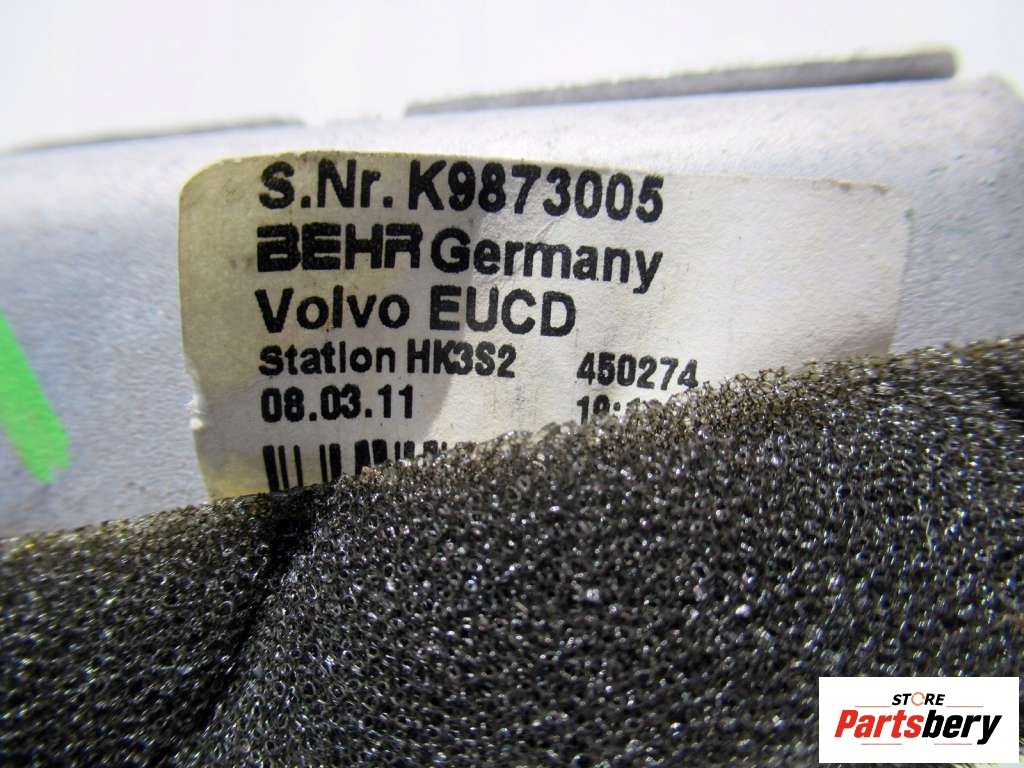 S.Nr. K9873005
BEHR Germany
Volvo EUCD
Station HK3S2 450274
08.03.11
STORE
Partsbery